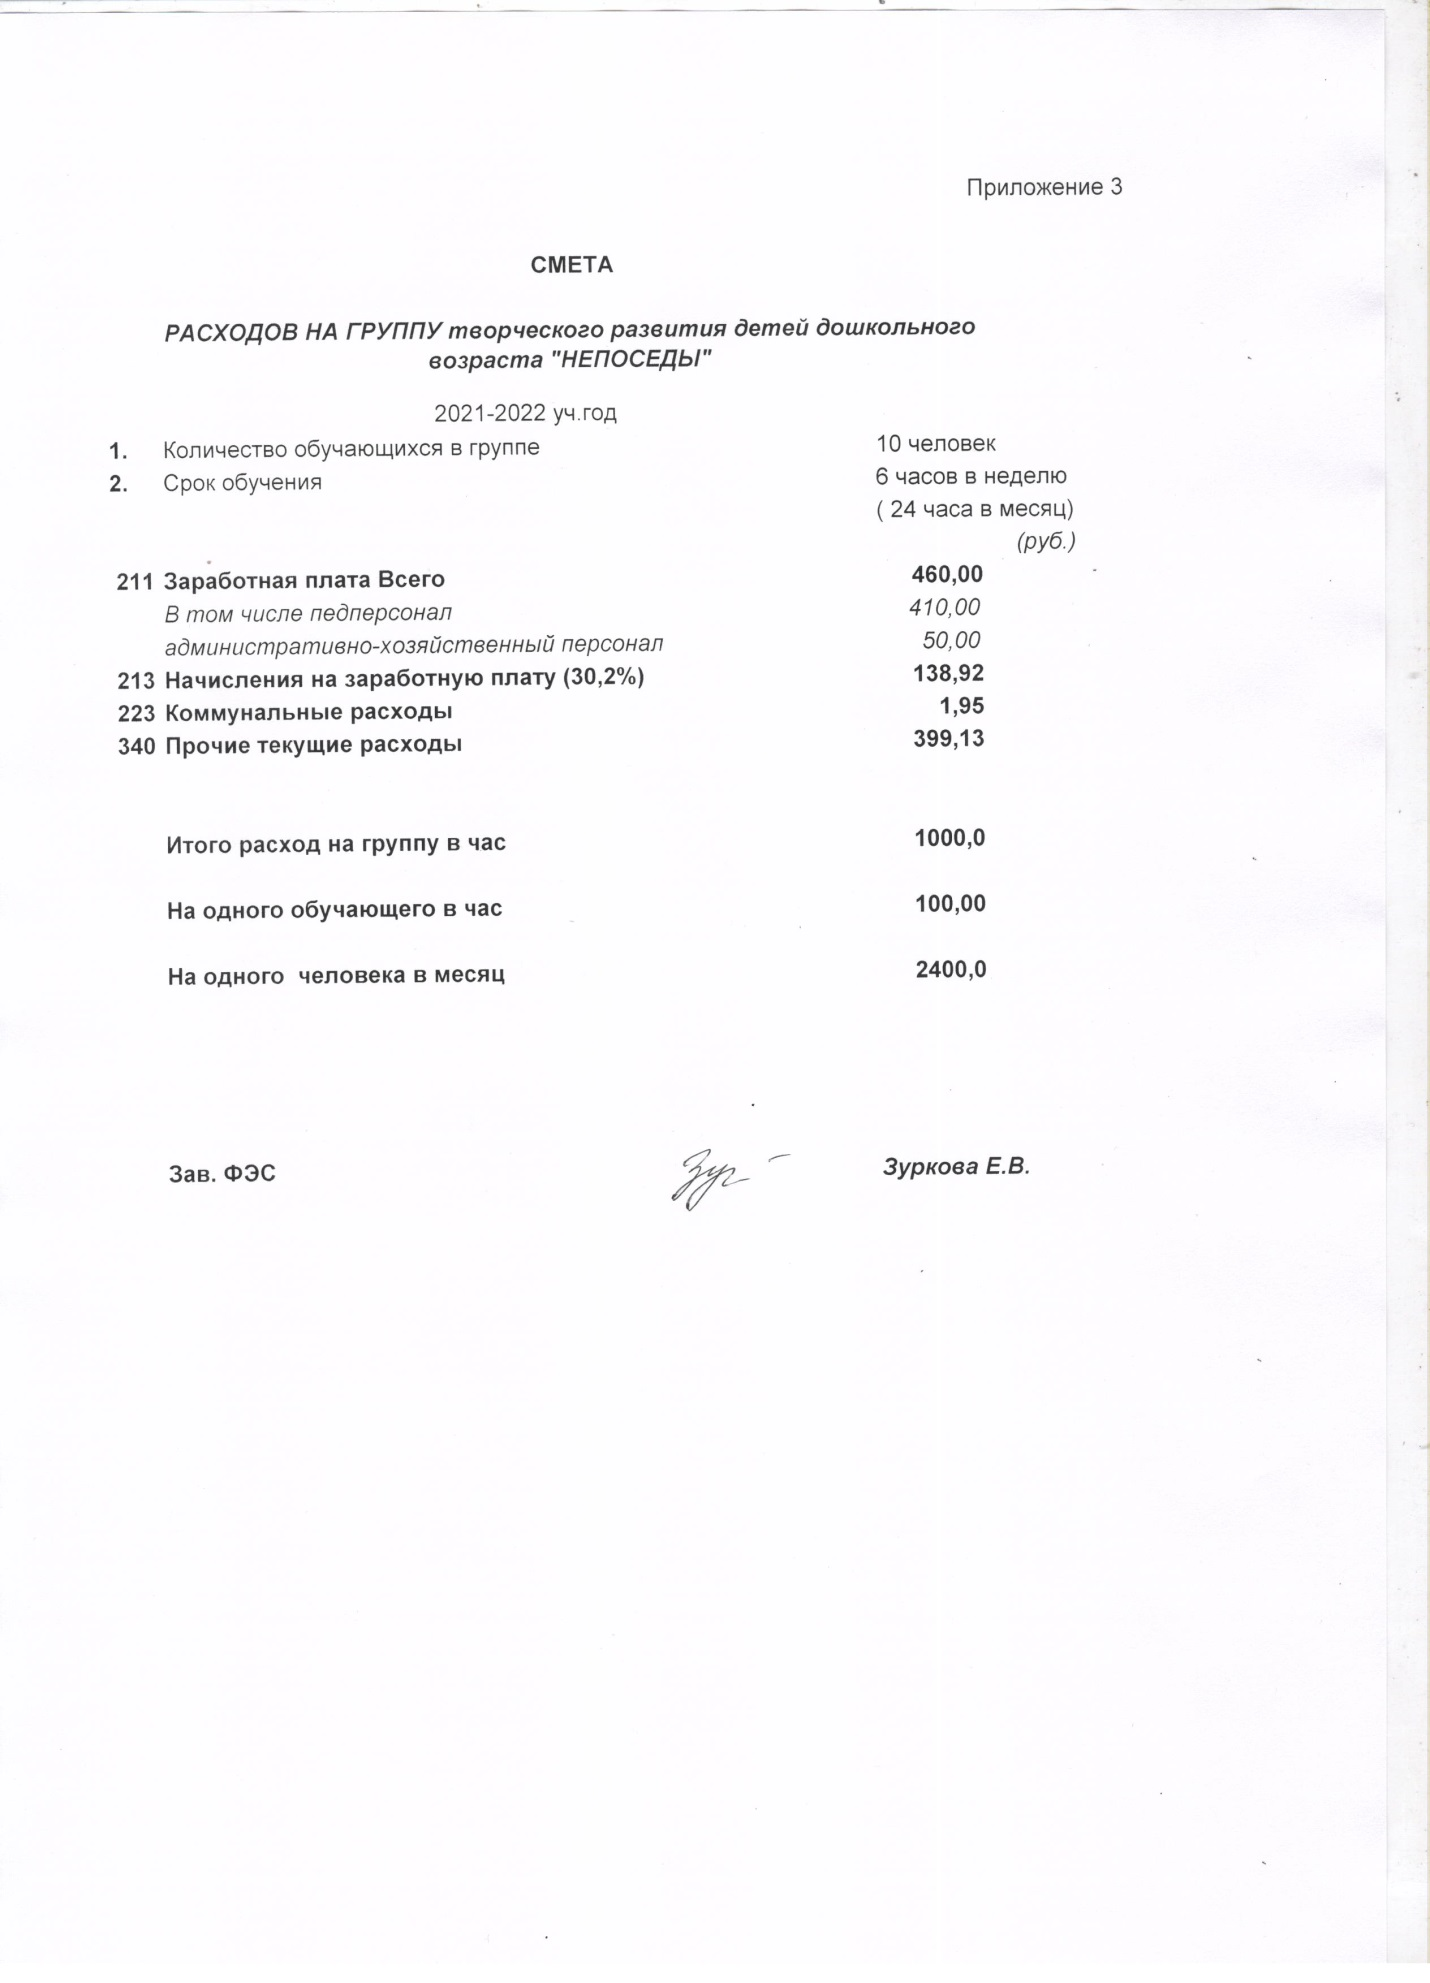 Приложение 3
СМЕТА
РАСХОДОВ НА ГРУППУ творческого развития детей дошкольного
возраста "НЕПОСЕДЫ"
2021-2022 уч.год
1. Количество обучающихся в группе 10 человек
2. Срок обучения 6 часов в неделю
( 24 часа в месяц)
(руб.)
211 Заработная плата Всего 460,00
В том числе педперсонал 410,00
административно-хозяйственный персонал 50,00
213 Начисления на заработную плату (30,2%) 138,92
223 Коммунальные расходы 1,95
340 Прочие текущие расходы 399,13
Итого расход на группу в час 1000,0
На одного обучающего в час 100,00
На одного человека в месяц 2400,0
Зав. ФЭС Зуркова Е.В.